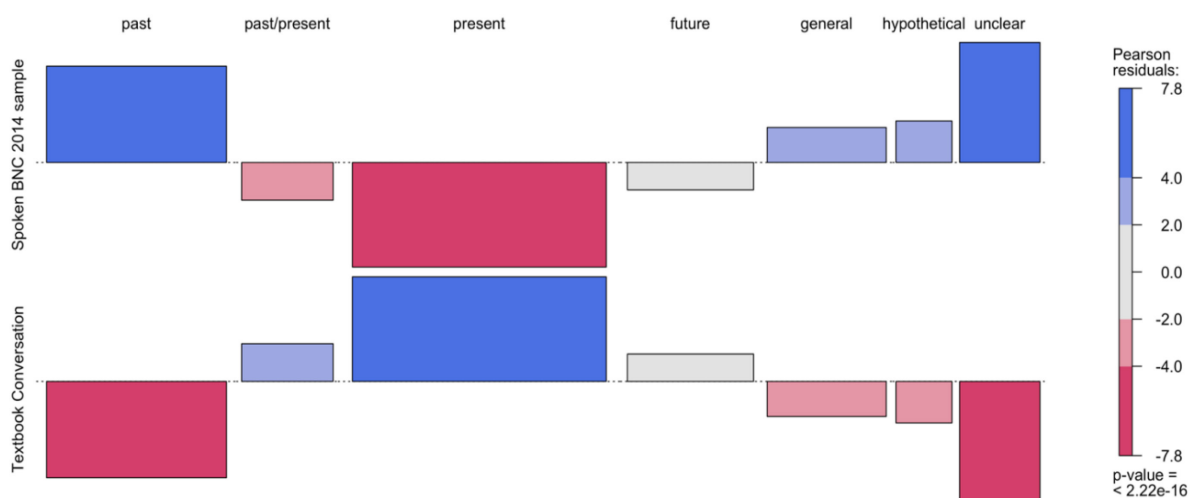 past past/present present future general hypothetical unclear
Spoken BNC 2014 sample
Textbook Conversation
Pearson
residuals:
7.8
4.0
2.0
0.0
-2.0
-4.0
-7.8
p-value =
< 2.22e-16